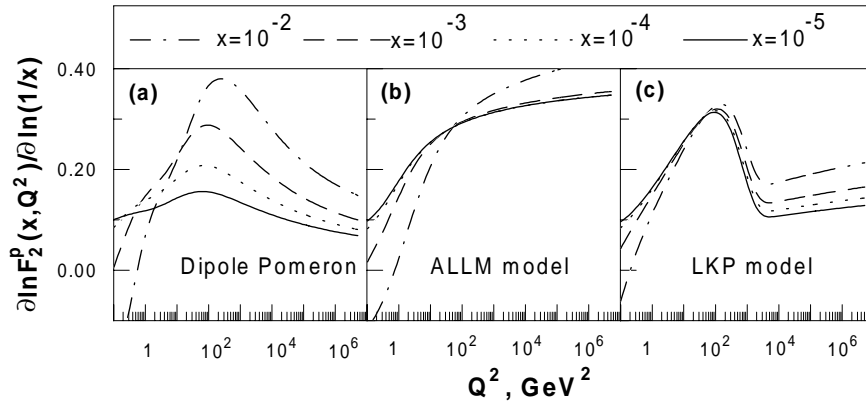 x=10^-2 x=10^-3 x=10^-4 x=10^-5
∂lnF₂ᵖ(x,Q²)/∂ln(1/x)
0.40
0.20
0.00
(a)
Dipole Pomeron
(b)
ALLM model
(c)
LKP model
1 10² 10⁴ 10⁶ 1 10² 10⁴ 10⁶ 1 10² 10⁴ 10⁶
Q², GeV²